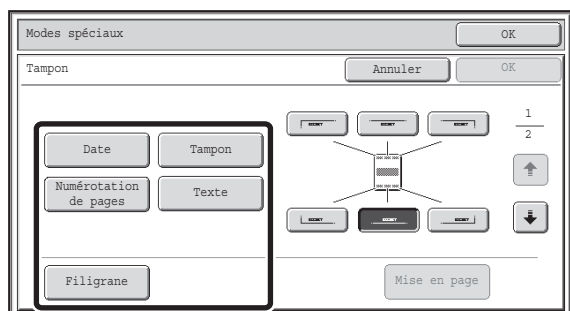 Modes spéciaux
OK
Tampon
Annuler
OK
1
2
Date
Tampon
Numérotation
de pages
Texte
Filigrane
Mise en page